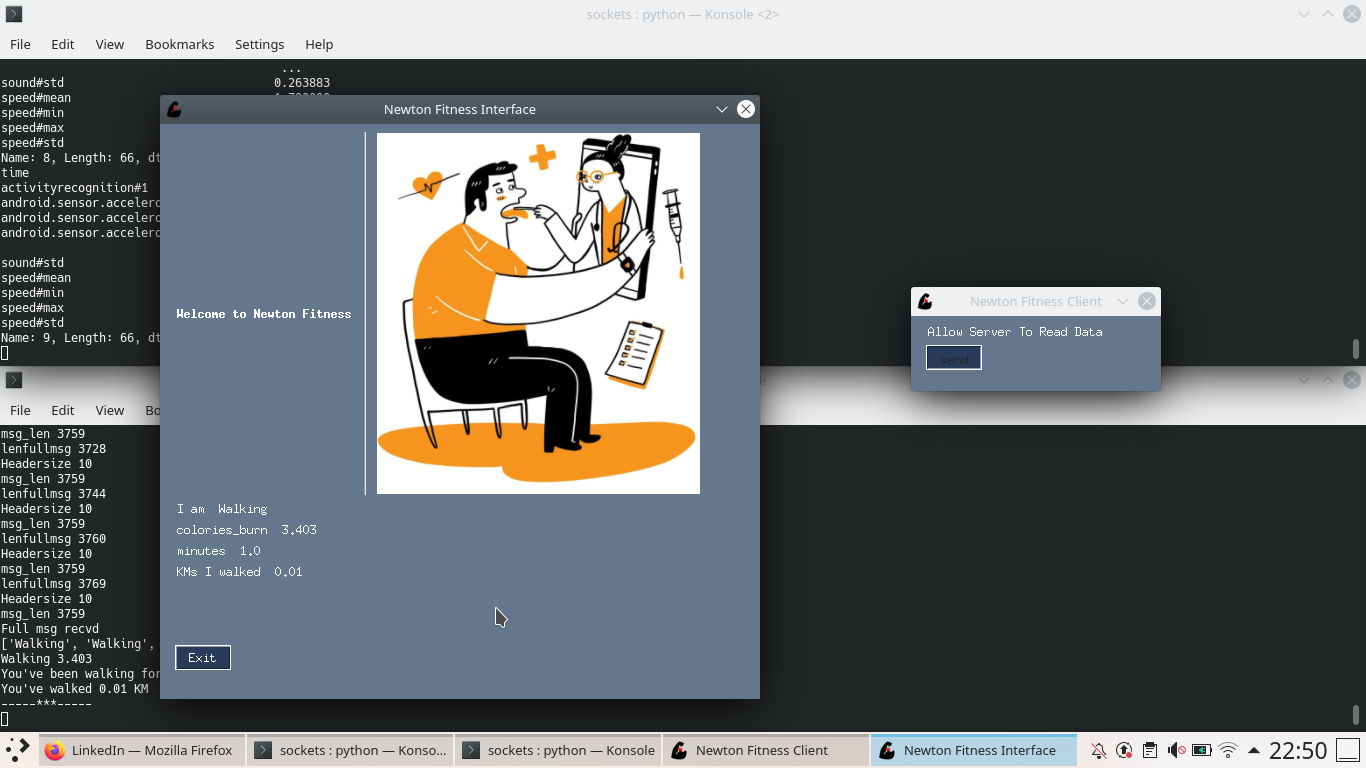 sockets : python — Konsole <2>
File Edit View Bookmarks Settings Help
...
sound#std 0.263883
speed#mean
speed#min
speed#max
speed#std
Name: 8, Length: 66, dt
time
activityrecognition#1
android.sensor.accelero
android.sensor.accelero
android.sensor.accelero
sound#std
speed#mean
speed#min
speed#max
speed#std
Name: 9, Length: 66, dt
Newton Fitness Interface
Welcome to Newton Fitness
I am Walking
colories_burn 3.403
minutes 1.0
KMs I walked 0.01
Exit
Newton Fitness Client
Allow Server To Read Data
send
File Edit View Bo
msg_len 3759
lenfullmsg 3728
Headersize 10
msg_len 3759
lenfullmsg 3744
Headersize 10
msg_len 3759
lenfullmsg 3760
Headersize 10
msg_len 3759
lenfullmsg 3769
Headersize 10
msg_len 3759
Full msg recvd
['Walking', 'Walking',
Walking 3.403
You've been walking for
You've walked 0.01 KM
-----***-----
LinkedIn — Mozilla Firefox
sockets : python — Konso...
sockets : python — Konsole
Newton Fitness Client
Newton Fitness Interface
22:50